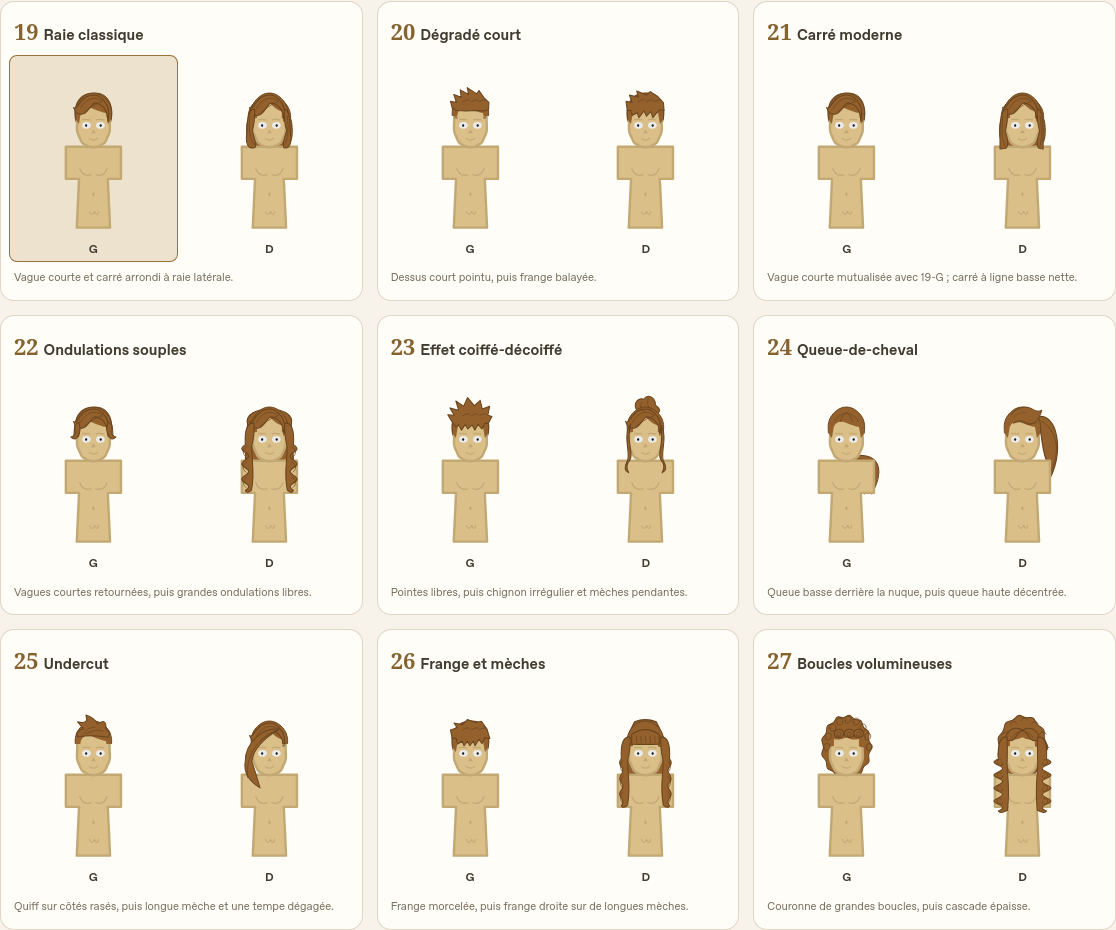 19 Raie classique
G
D
Vague courte et carré arrondi à raie latérale.
20 Dégradé court
G
D
Dessus court pointu, puis frange balayée.
21 Carré moderne
G
D
Vague courte mutualisée avec 19-G ; carré à ligne basse nette.
22 Ondulations souples
G
D
Vagues courtes retournées, puis grandes ondulations libres.
23 Effet coiffé-décoiffé
G
D
Pointes libres, puis chignon irrégulier et mèches pendantes.
24 Queue-de-cheval
G
D
Queue basse derrière la nuque, puis queue haute décentrée.
25 Undercut
G
D
Quiff sur côtés rasés, puis longue mèche et une tempe dégagée.
26 Frange et mèches
G
D
Frange morcelée, puis frange droite sur de longues mèches.
27 Boucles volumineuses
G
D
Couronne de grandes boucles, puis cascade épaisse.